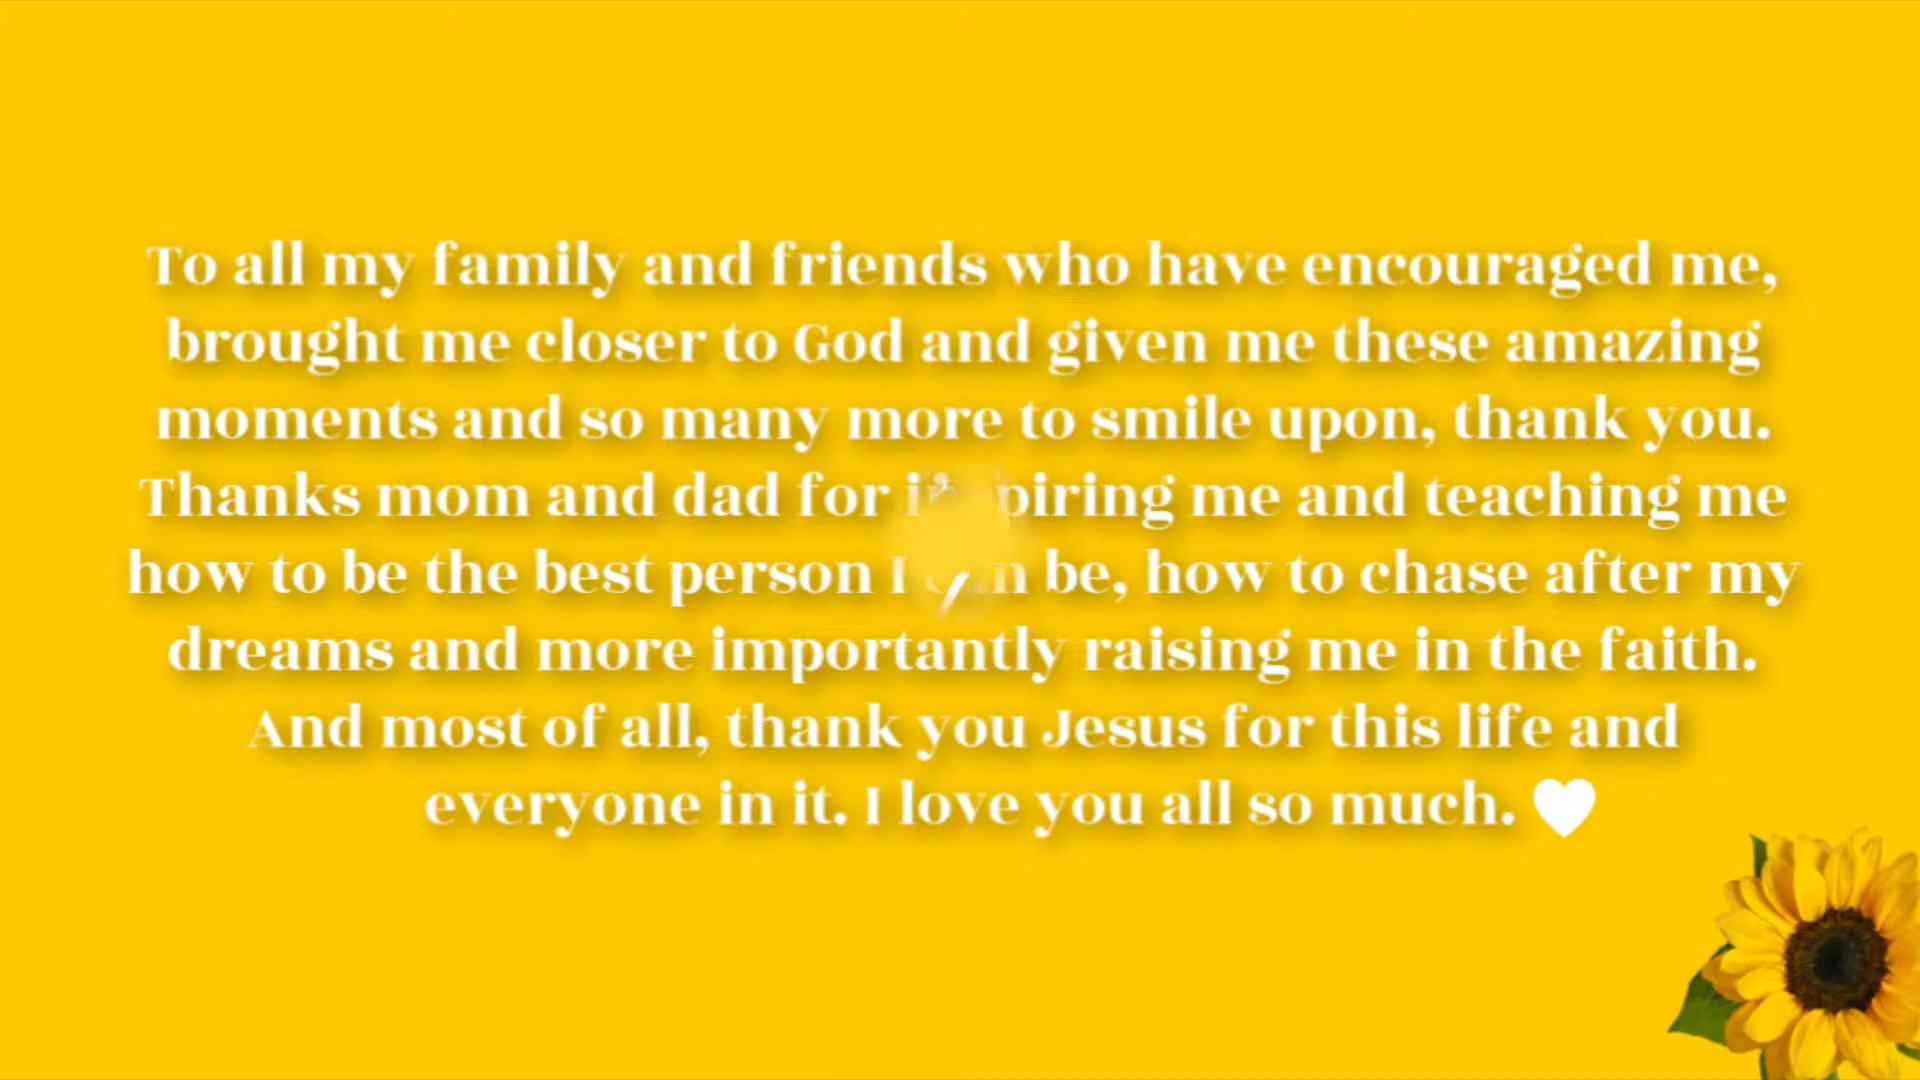 To all my family and friends who have encouraged me,
brought me closer to God and given me these amazing
moments and so many more to smile upon, thank you.
Thanks mom and dad for me and teaching me
how to be the best person I be, how to chase after my
dreams and more importantly raising me in the faith.
And most of all, thank you Jesus for this life and
everyone in it. I love you all so much.